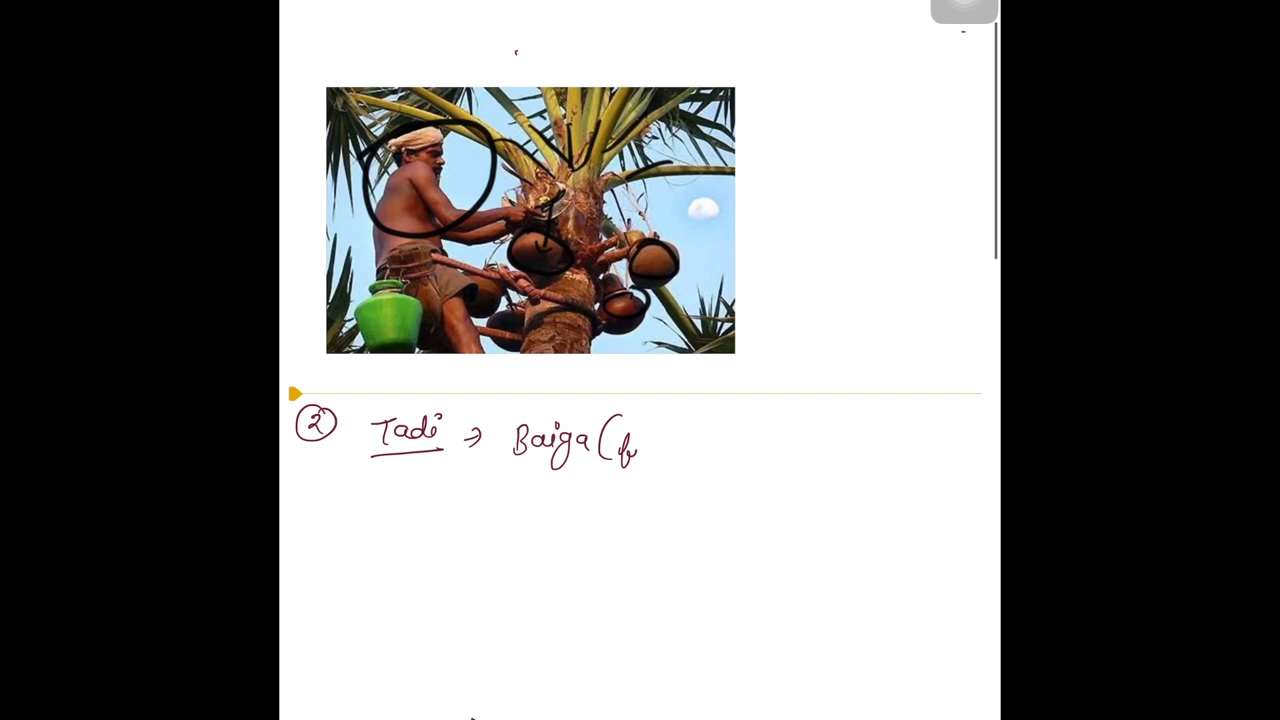 ② Tadi → Baiga (